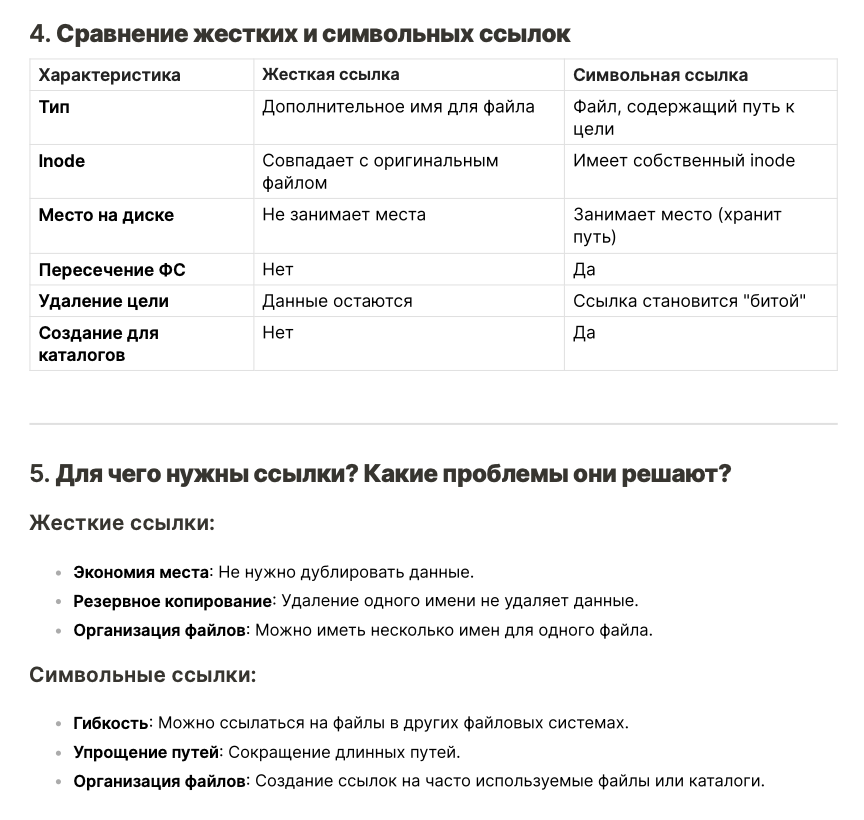 4. Сравнение жестких и символьных ссылок
Характеристика Жесткая ссылка Символьная ссылка
Тип Дополнительное имя для файла Файл, содержащий путь к
цели
Inode Совпадает с оригинальным Имеет собственный inode
файлом
Место на диске Не занимает места Занимает место (хранит
путь)
Пересечение ФС Нет Да
Удаление цели Данные остаются Ссылка становится "битой"
Создание для Нет Да
каталогов
5. Для чего нужны ссылки? Какие проблемы они решают?
Жесткие ссылки:
• Экономия места: Не нужно дублировать данные.
• Резервное копирование: Удаление одного имени не удаляет данные.
• Организация файлов: Можно иметь несколько имен для одного файла.
Символьные ссылки:
• Гибкость: Можно ссылаться на файлы в других файловых системах.
• Упрощение путей: Сокращение длинных путей.
• Организация файлов: Создание ссылок на часто используемые файлы или каталоги.